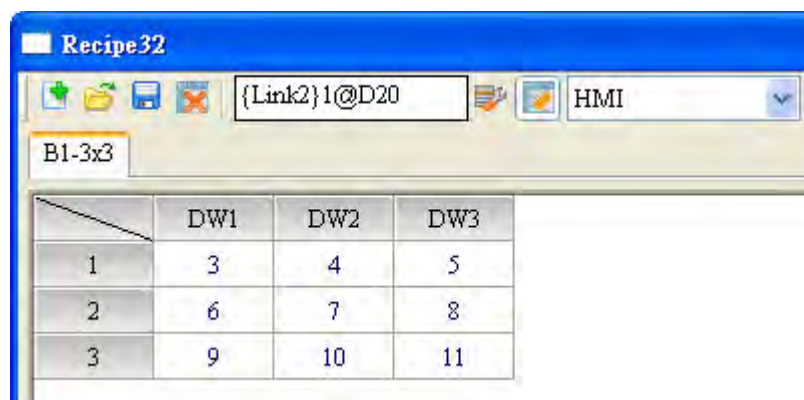 Recipe32
{Link2}1@D20 HMI
B1-3x3
DW1 DW2 DW3
1 3 4 5
2 6 7 8
3 9 10 11